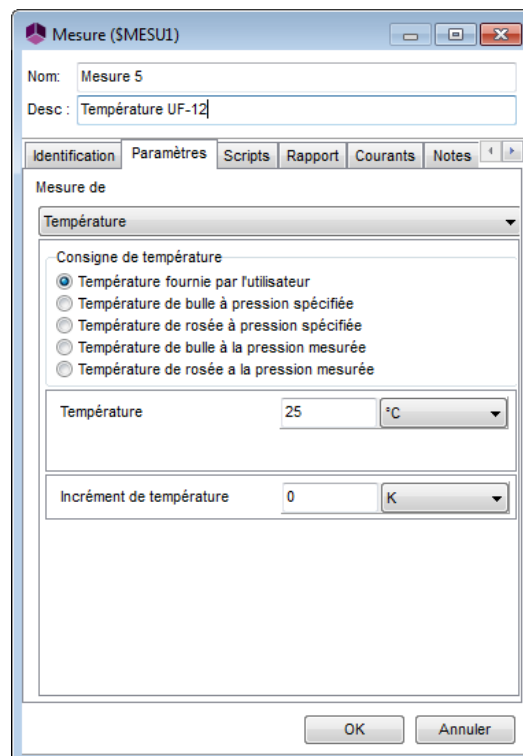 Mesure ($MESU1)
Nom: Mesure 5
Desc : Température UF-12
Identification Paramètres Scripts Rapport Courants Notes
Mesure de
Température
Consigne de température
Température fournie par l'utilisateur
Température de bulle à pression spécifiée
Température de rosée à pression spécifiée
Température de bulle à la pression mesurée
Température de rosée a la pression mesurée
Température 25 °C
Incrément de température 0 K
OK Annuler